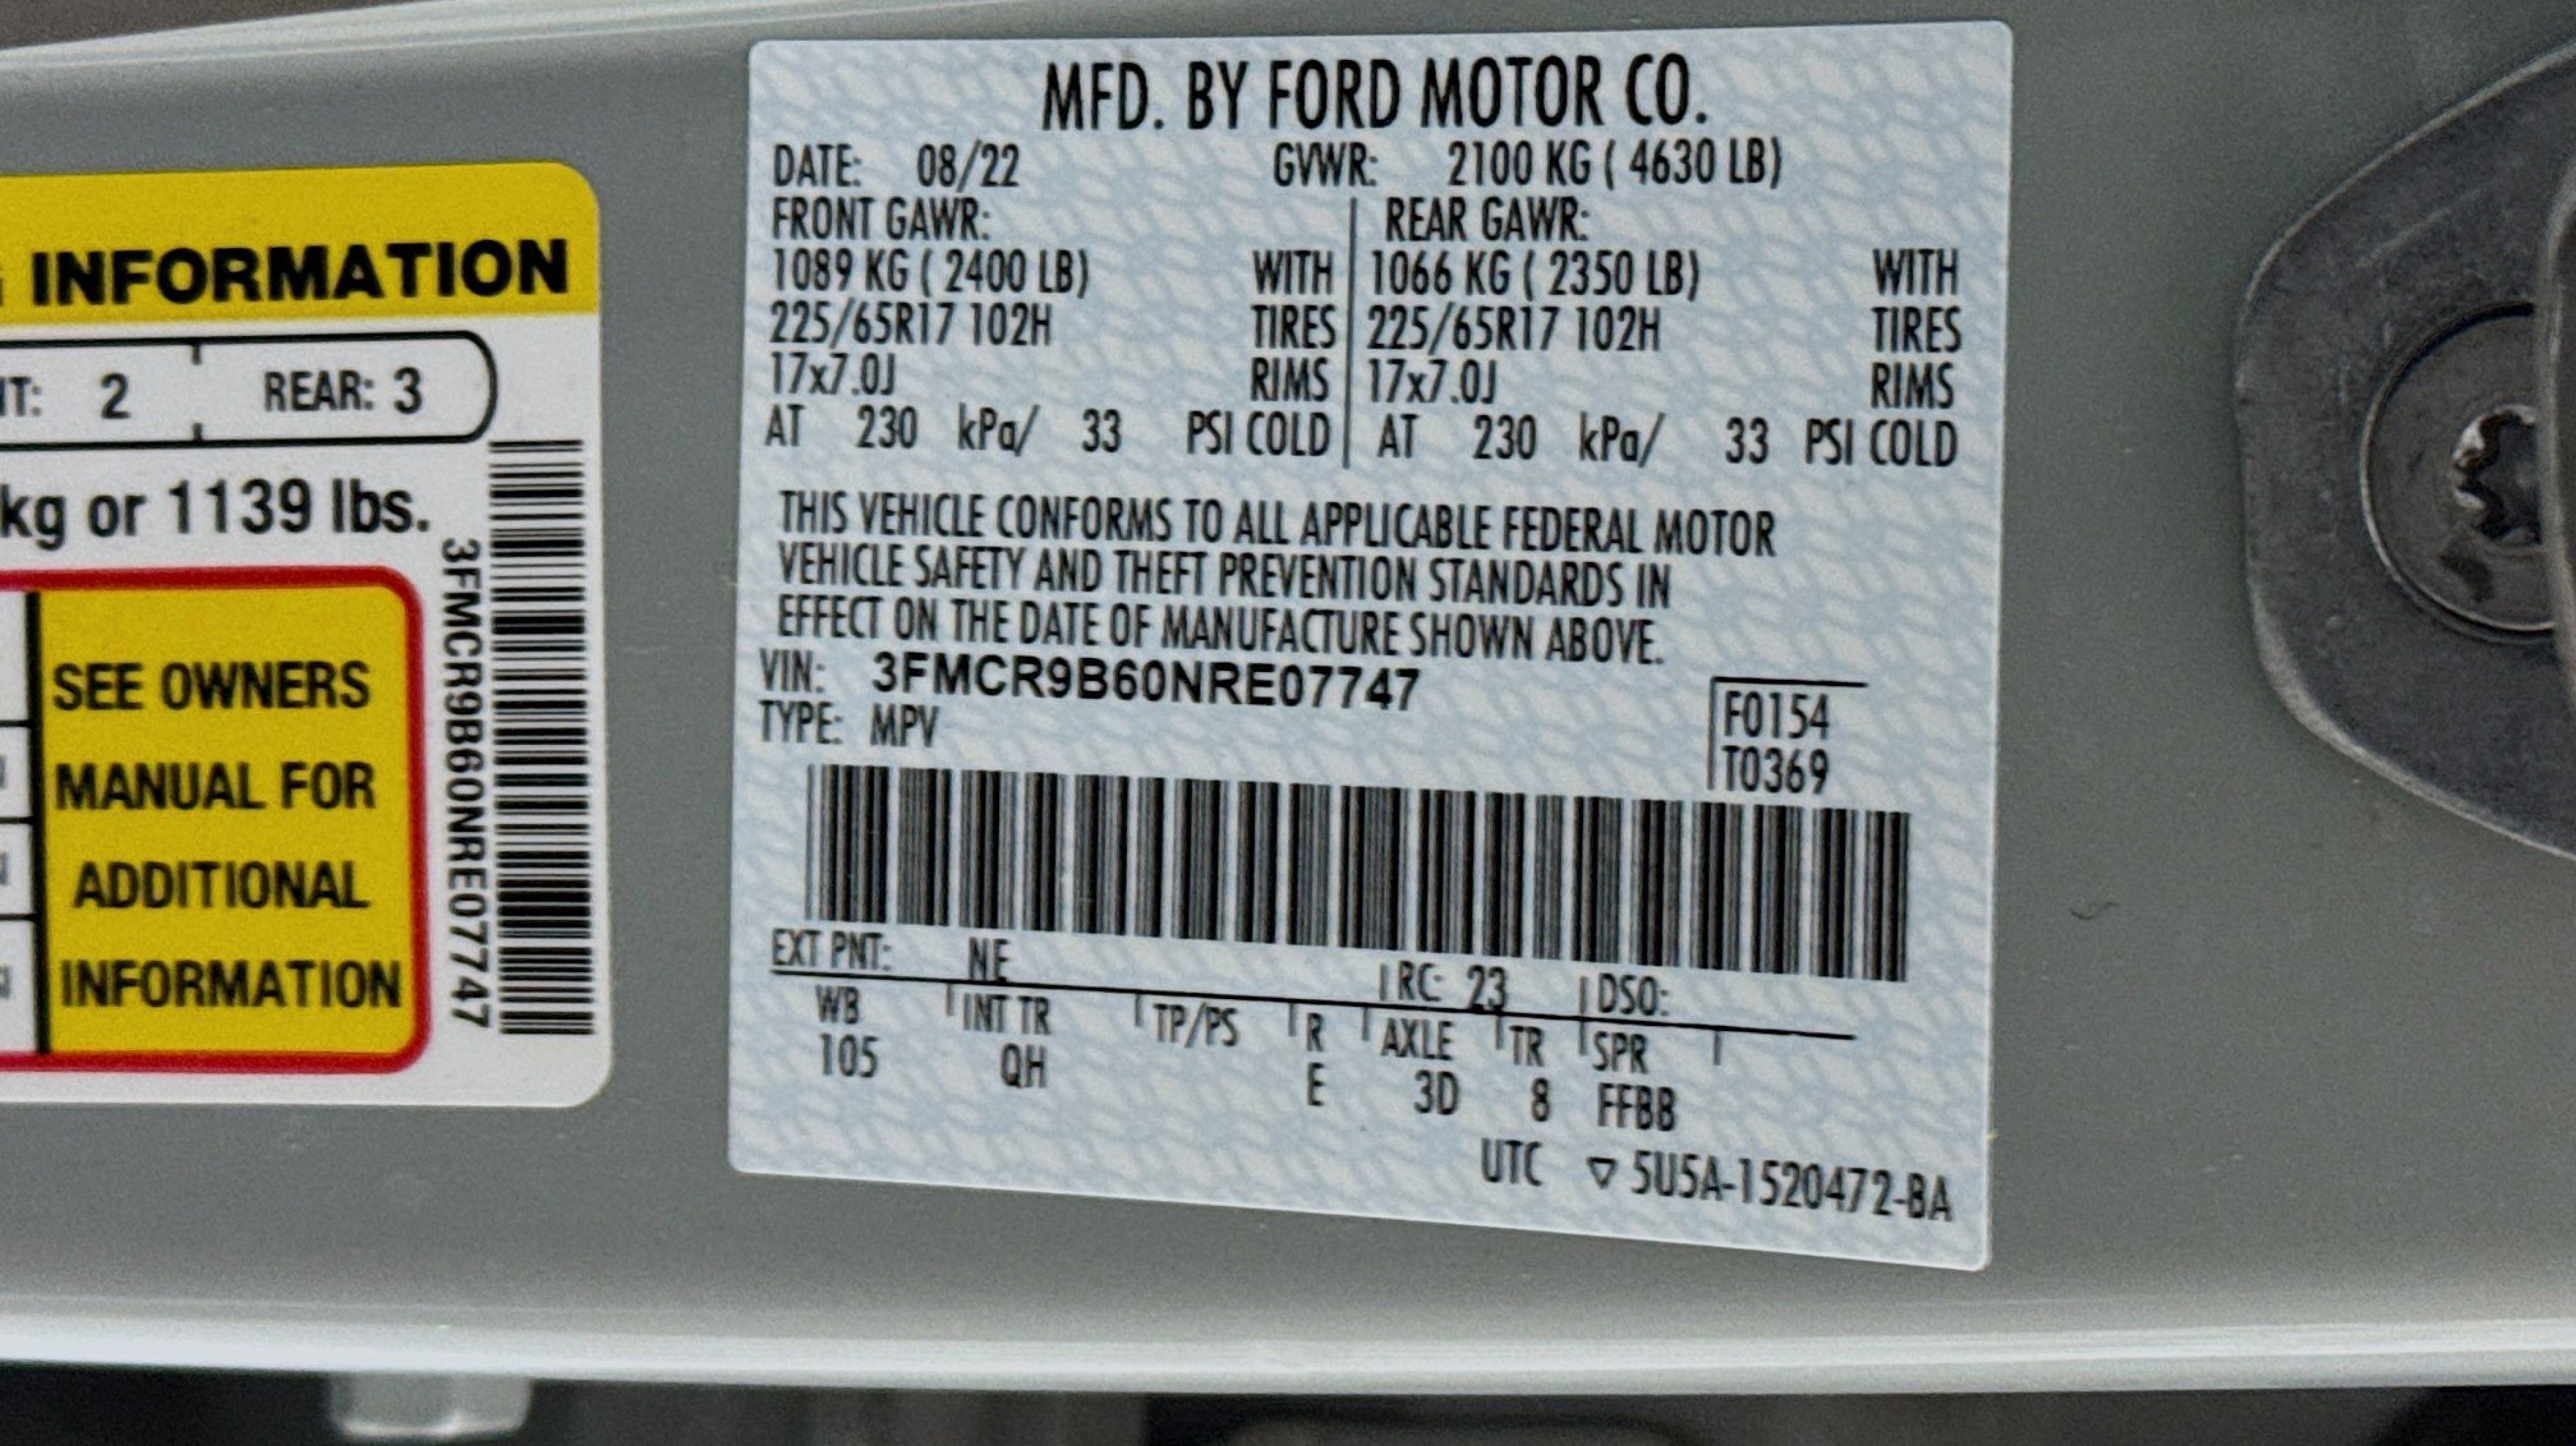 INFORMATION
2 REAR: 3
kg or 1139 lbs.
SEE OWNERS
MANUAL FOR
ADDITIONAL
INFORMATION
3FMCR9B60NRE07747
MFD. BY FORD MOTOR CO.
DATE: 08/22 GVWR: 2100 KG ( 4630 LB)
FRONT GAWR: REAR GAWR:
1089 KG ( 2400 LB) WITH 1066 KG ( 2350 LB) WITH
225/65R17 102H TIRES 225/65R17 102H TIRES
17x7.0J RIMS 17x7.0J RIMS
AT 230 kPa/ 33 PSI COLD AT 230 kPa/ 33 PSI COLD
THIS VEHICLE CONFORMS TO ALL APPLICABLE FEDERAL MOTOR
VEHICLE SAFETY AND THEFT PREVENTION STANDARDS IN
EFFECT ON THE DATE OF MANUFACTURE SHOWN ABOVE.
VIN: 3FMCR9B60NRE07747
TYPE: MPV
F0154
T0369
EXT PNT: NE RC: 23 DSO:
WB INT TR TP/PS R AXLE TR SPR
105 QH E 3D 8 FFBB
UTC ▽ 5U5A-1520472-BA